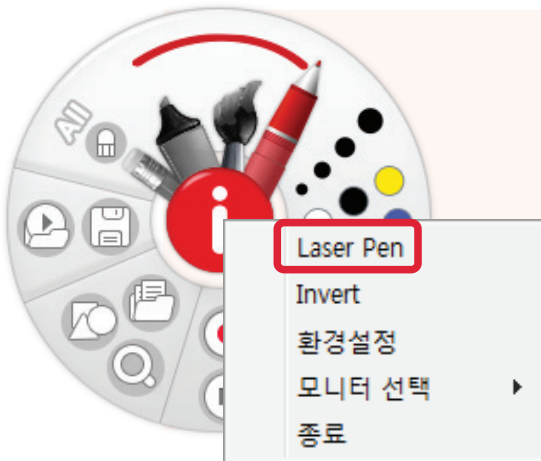 All
Laser Pen
Invert
환경설정
모니터 선택
종료